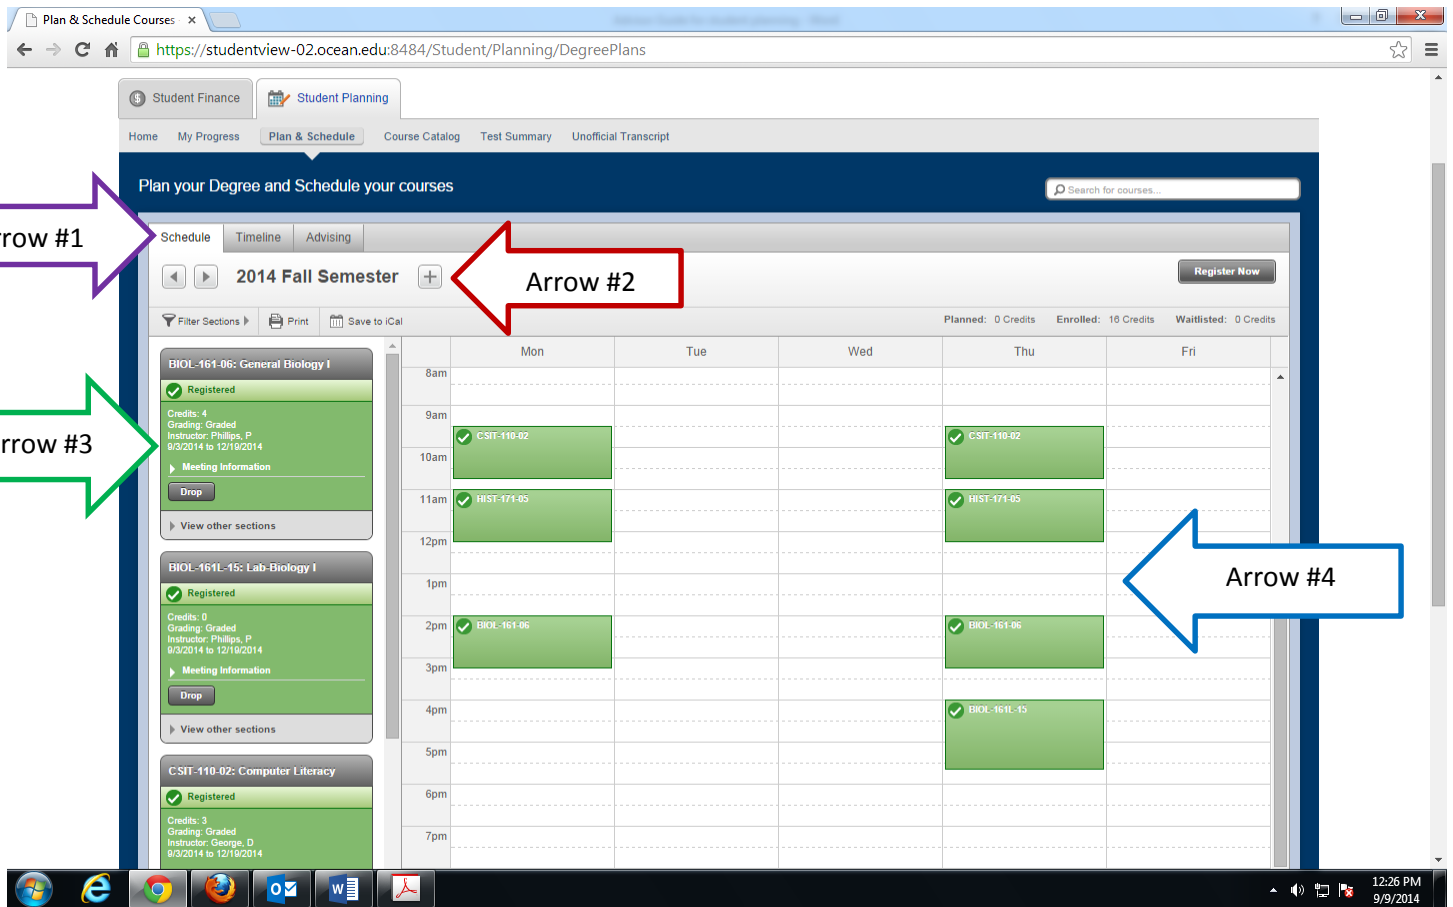 Plan & Schedule Courses
https://studentview-02.ocean.edu:8484/Student/Planning/DegreePlans
Student Finance Student Planning
Home My Progress Plan & Schedule Course Catalog Test Summary Unofficial Transcript
Plan your Degree and Schedule your courses
Search for courses...
rrow #1
Schedule Timeline Advising
2014 Fall Semester
Arrow #2
Register Now
Filter Sections Print Save to iCal
Planned: 0 Credits Enrolled: 16 Credits Waitlisted: 0 Credits
Mon Tue Wed Thu Fri
BIOL-161-06: General Biology I
Registered
Credits: 4
Grading: Graded
Instructor: Phillips, P
9/3/2014 to 12/19/2014
Meeting Information
Drop
View other sections
rrow #3
BIOL-161L-15: Lab-Biology I
Registered
Credits: 0
Grading: Graded
Instructor: Phillips, P
9/3/2014 to 12/19/2014
Meeting Information
Drop
View other sections
CSIT-110-02: Computer Literacy
Registered
Credits: 3
Grading: Graded
Instructor: George, D
9/3/2014 to 12/19/2014
8am
9am
CSIT-110-02 CSIT-110-02
10am
11am
HIST-171-05 HIST-171-05
12pm
1pm
Arrow #4
2pm
BIOL-161-06 BIOL-161-06
3pm
4pm
BIOL-161L-15
5pm
6pm
7pm
12:26 PM
9/9/2014